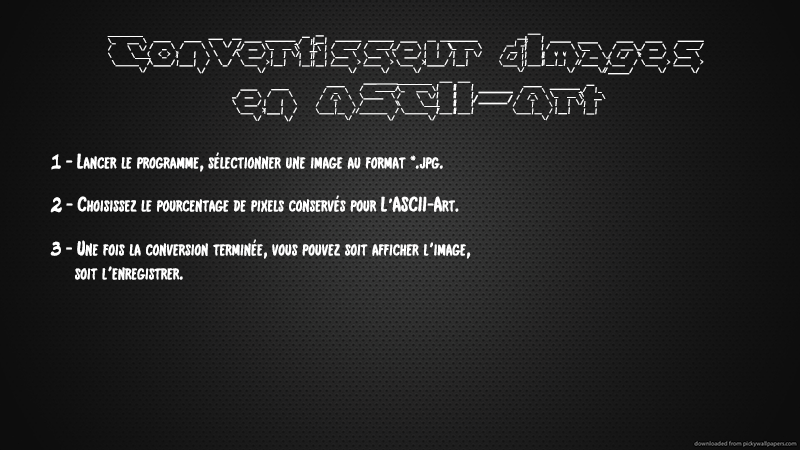 Convertisseur dImages
en ASCII-Art
1 - Lancer le programme, sélectionner une image au format *.jpg.
2 - Choisissez le pourcentage de pixels conservés pour L'ASCII-Art.
3 - Une fois la conversion terminée, vous pouvez soit afficher l'image,
soit l'enregistrer.
downloaded from pickywallpapers.com